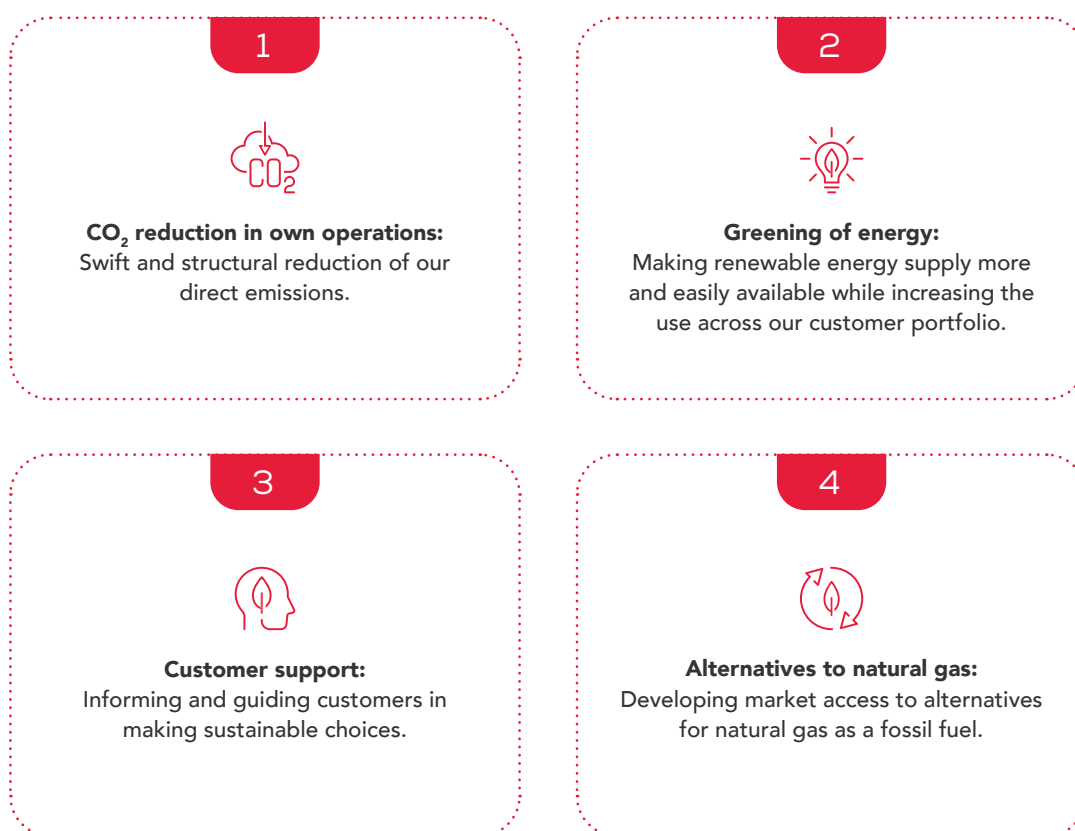 1
CO2
CO₂ reduction in own operations:
Swift and structural reduction of our
direct emissions.
2
Greening of energy:
Making renewable energy supply more
and easily available while increasing the
use across our customer portfolio.
3
Customer support:
Informing and guiding customers in
making sustainable choices.
4
Alternatives to natural gas:
Developing market access to alternatives
for natural gas as a fossil fuel.